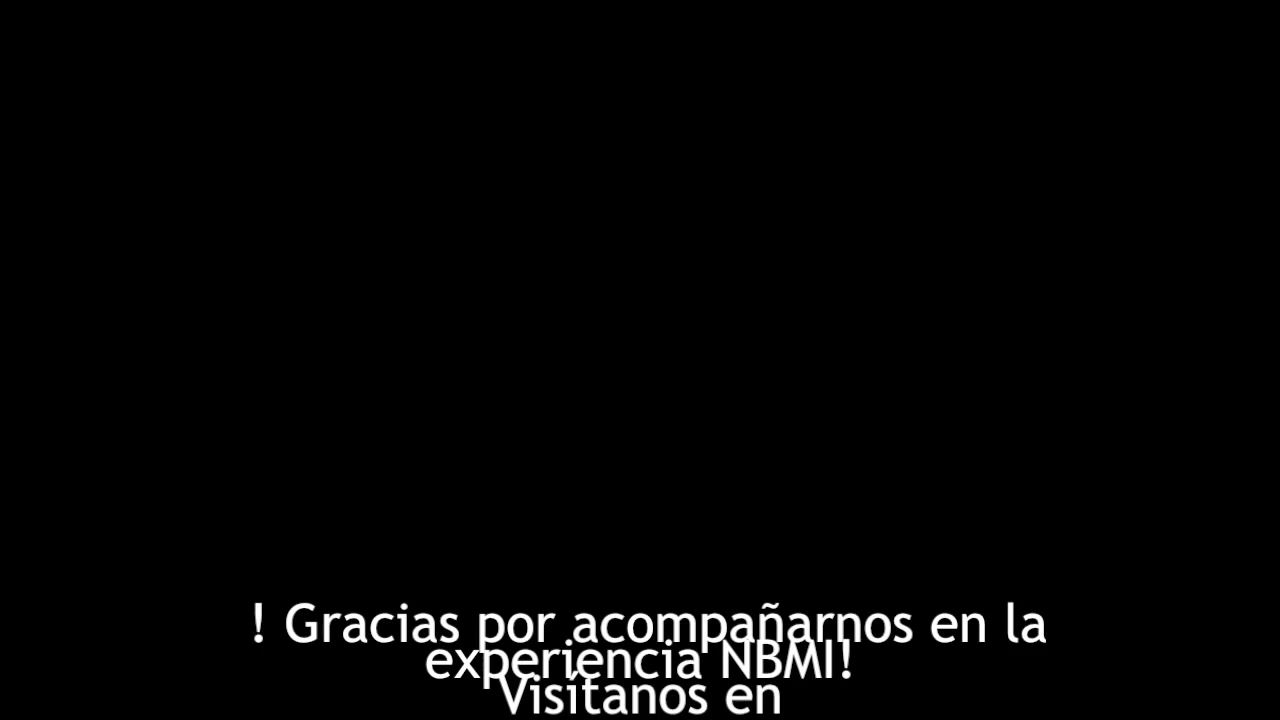 ! Gracias por acompañarnos en la
experiencia NBMI!
Visítanos en